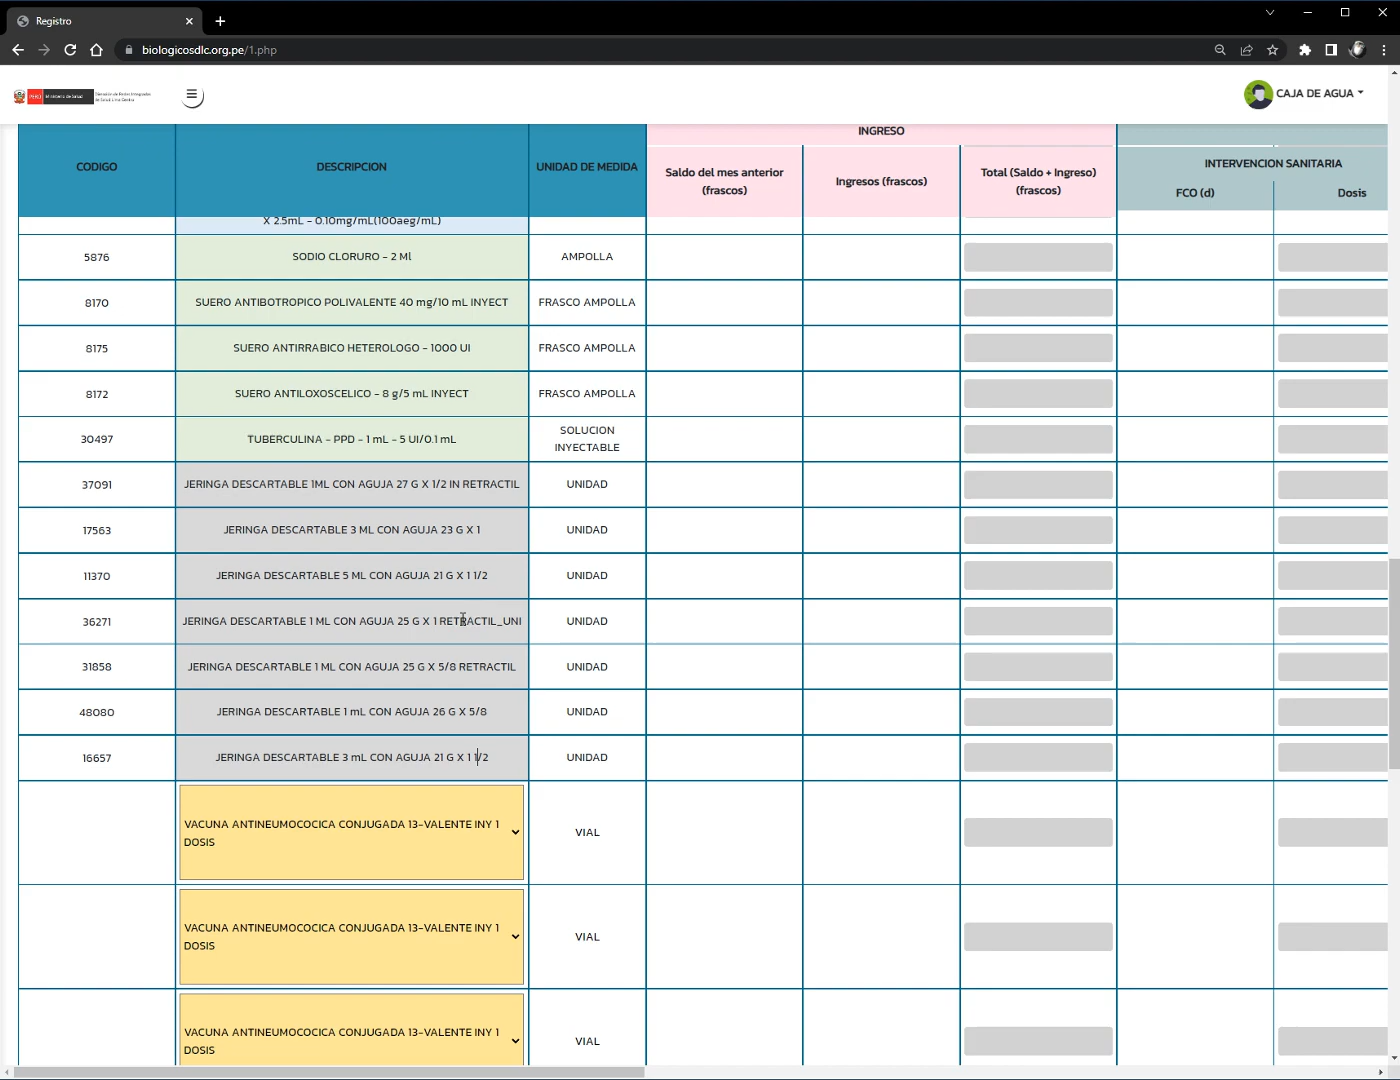 Registro
biologicosdlc.org.pe/1.php
PERÚ Ministerio de Salud
CAJA DE AGUA
INGRESO
CODIGO
DESCRIPCION
UNIDAD DE MEDIDA
Saldo del mes anterior
(frascos)
Ingresos (frascos)
Total (Saldo + Ingreso)
(frascos)
INTERVENCION SANITARIA
FCO (d)
Dosis
X 2.5mL - 0.10mg/mL(100aeg/mL)
5876 SODIO CLORURO - 2 Ml AMPOLLA
8170 SUERO ANTIBOTROPICO POLIVALENTE 40 mg/10 mL INYECT FRASCO AMPOLLA
8175 SUERO ANTIRRABICO HETEROLOGO - 1000 UI FRASCO AMPOLLA
8172 SUERO ANTILOXOSCELICO - 8 g/5 mL INYECT FRASCO AMPOLLA
30497 TUBERCULINA - PPD - 1 mL - 5 UI/0.1 mL SOLUCION
INYECTABLE
37091 JERINGA DESCARTABLE 1ML CON AGUJA 27 G X 1/2 IN RETRACTIL UNIDAD
17563 JERINGA DESCARTABLE 3 ML CON AGUJA 23 G X 1 UNIDAD
11370 JERINGA DESCARTABLE 5 ML CON AGUJA 21 G X 1 1/2 UNIDAD
36271 JERINGA DESCARTABLE 1 ML CON AGUJA 25 G X 1 RETRACTIL_UNI UNIDAD
31858 JERINGA DESCARTABLE 1 ML CON AGUJA 25 G X 5/8 RETRACTIL UNIDAD
48080 JERINGA DESCARTABLE 1 mL CON AGUJA 26 G X 5/8 UNIDAD
16657 JERINGA DESCARTABLE 3 mL CON AGUJA 21 G X 1 1/2 UNIDAD
VACUNA ANTINEUMOCOCICA CONJUGADA 13-VALENTE INY 1
DOSIS
VIAL
VACUNA ANTINEUMOCOCICA CONJUGADA 13-VALENTE INY 1
DOSIS
VIAL
VACUNA ANTINEUMOCOCICA CONJUGADA 13-VALENTE INY 1
DOSIS
VIAL